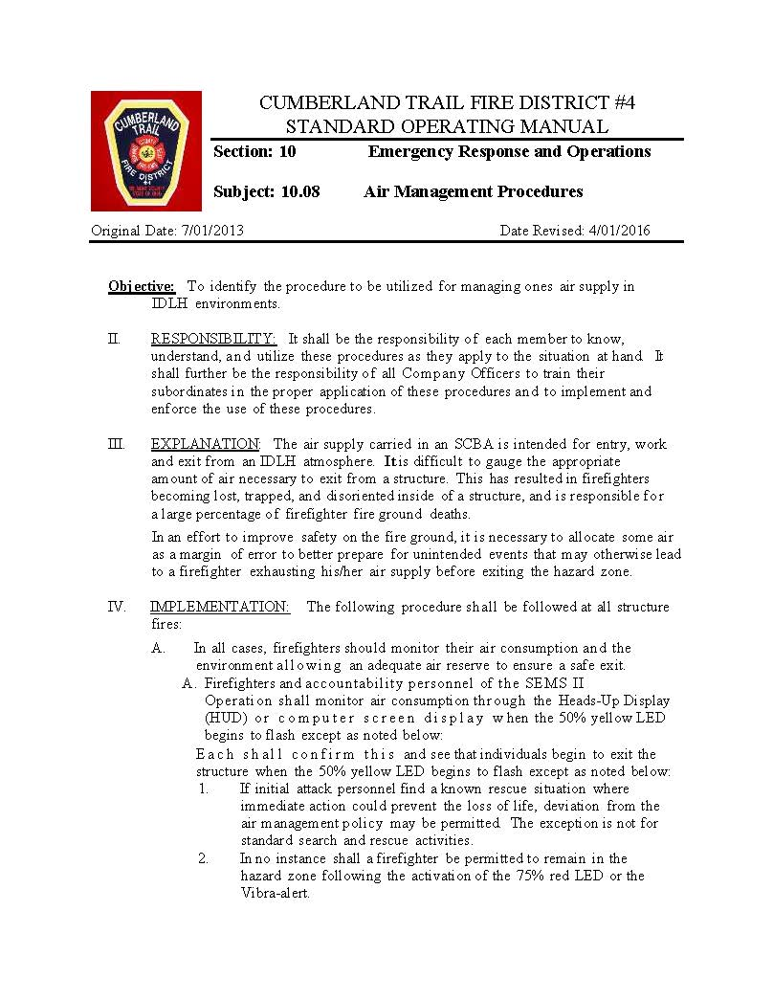 CUMBERLAND TRAIL FIRE DISTRICT #4
STANDARD OPERATING MANUAL
CUMBERLAND
TRAIL
FIRE DISTRICT
Section: 10 Emergency Response and Operations
Subject: 10.08 Air Management Procedures
Original Date: 7/01/2013 Date Revised: 4/01/2016
Objective: To identify the procedure to be utilized for managing ones air supply in
IDLH environments.
II. RESPONSIBILITY: It shall be the responsibility of each member to know,
understand, and utilize these procedures as they apply to the situation at hand. It
shall further be the responsibility of all Company Officers to train their
subordinates in the proper application of these procedures and to implement and
enforce the use of these procedures.
III. EXPLANATION: The air supply carried in an SCBA is intended for entry, work
and exit from an IDLH atmosphere. It is difficult to gauge the appropriate
amount of air necessary to exit from a structure. This has resulted in firefighters
becoming lost, trapped, and disoriented inside of a structure, and is responsible for
a large percentage of firefighter fire ground deaths.
In an effort to improve safety on the fire ground, it is necessary to allocate some air
as a margin of error to better prepare for unintended events that may otherwise lead
to a firefighter exhausting his/her air supply before exiting the hazard zone.
IV. IMPLEMENTATION: The following procedure shall be followed at all structure
fires:
A. In all cases, firefighters should monitor their air consumption and the
environment allowing an adequate air reserve to ensure a safe exit.
A. Firefighters and accountability personnel of the SEMS II
Operation shall monitor air consumption through the Heads-Up Display
(HUD) or computer screen display when the 50% yellow LED
begins to flash except as noted below:
Each shall confirm this and see that individuals begin to exit the
structure when the 50% yellow LED begins to flash except as noted below:
1. If initial attack personnel find a known rescue situation where
immediate action could prevent the loss of life, deviation from the
air management policy may be permitted. The exception is not for
standard search and rescue activities.
2. In no instance shall a firefighter be permitted to remain in the
hazard zone following the activation of the 75% red LED or the
Vibra-alert.